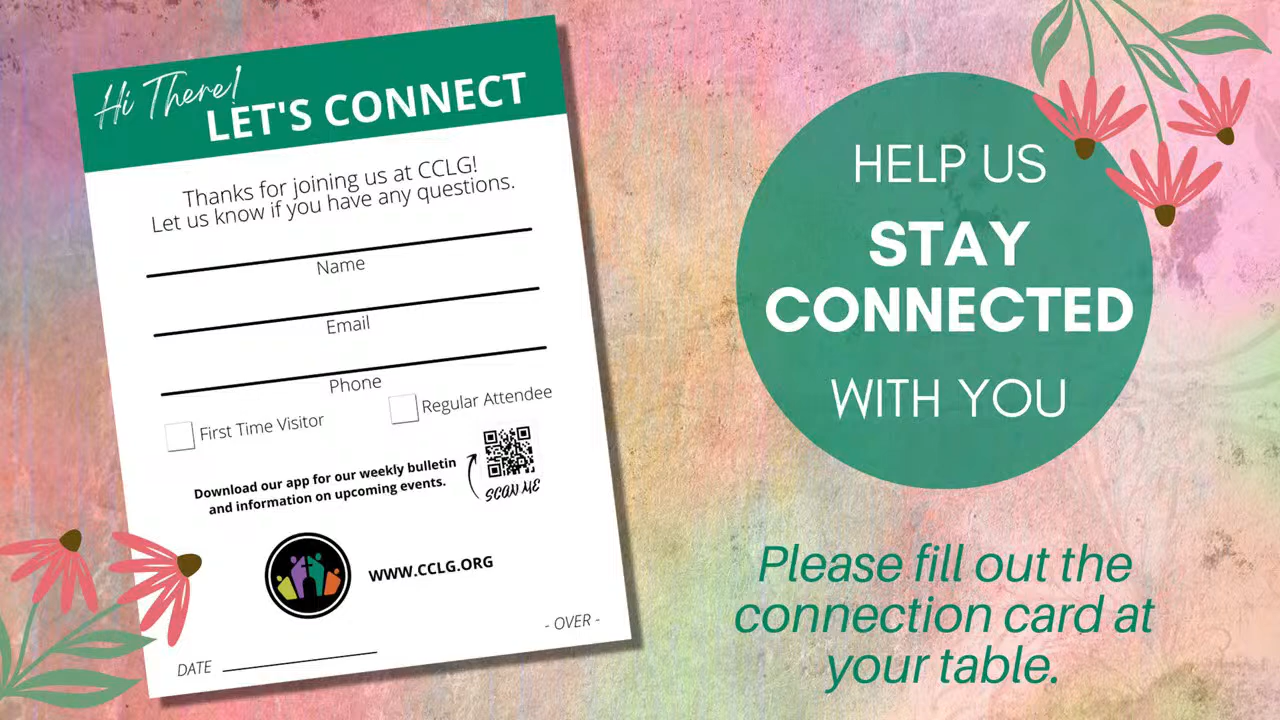 Hi There!
LET'S CONNECT
Thanks for joining us at CCLG!
Let us know if you have any questions.
Name
Email
Phone
First Time Visitor
Regular Attendee
Download our app for our weekly bulletin
and information on upcoming events.
SCAN ME
WWW.CCLG.ORG
- OVER -
DATE
HELP US
STAY
CONNECTED
WITH YOU
Please fill out the
connection card at
your table.